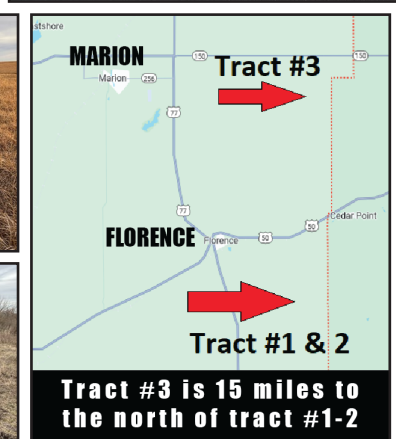 stshore
MARION
150
150
Tract #3
Marion
256
77
77
Cedar Point
FLORENCE
Florence
50
50
Tract #1 & 2
Tract #3 is 15 miles to
the north of tract #1-2